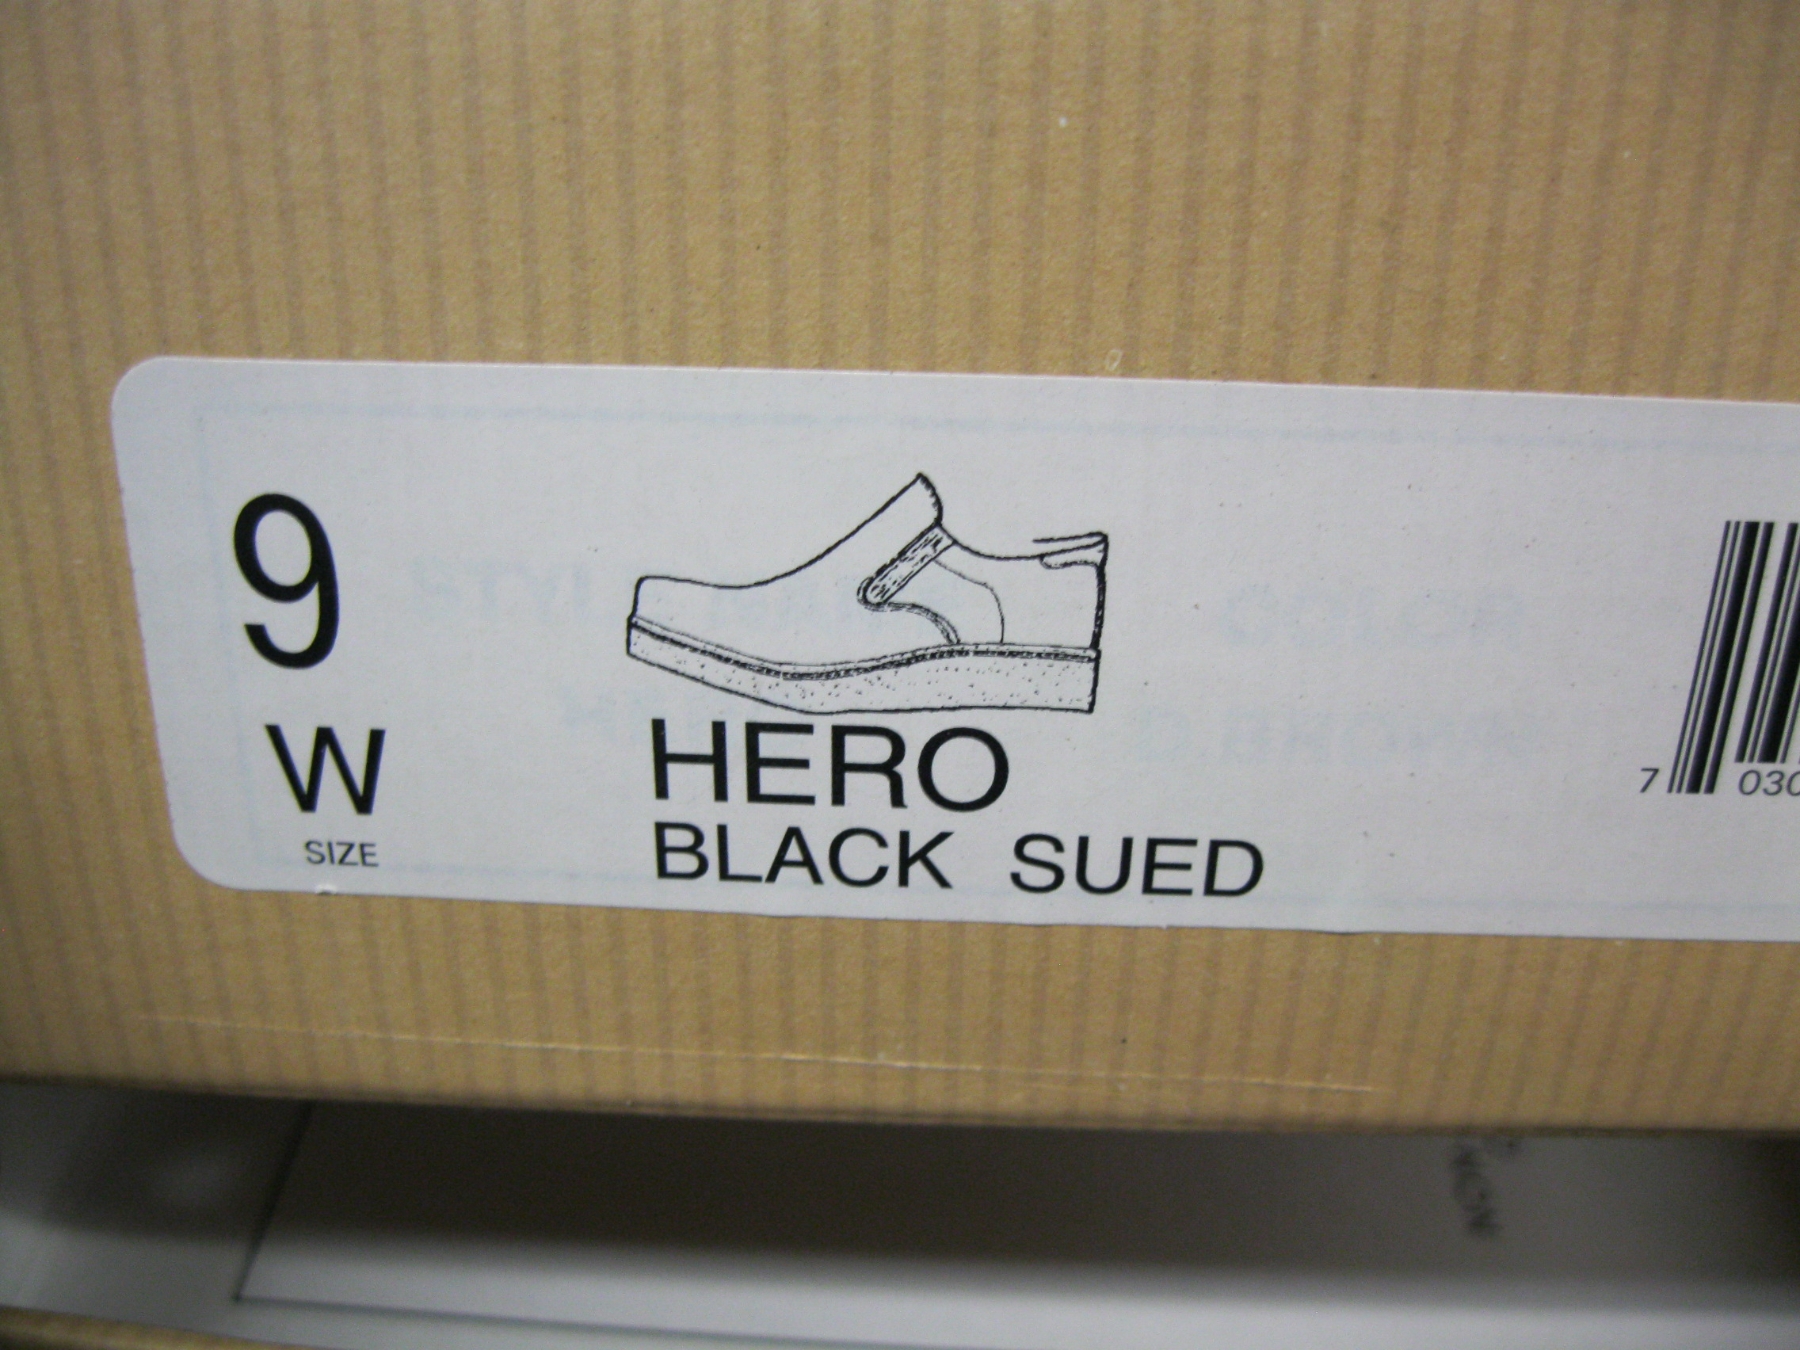 9
W
SIZE
HERO
BLACK SUED
7 030